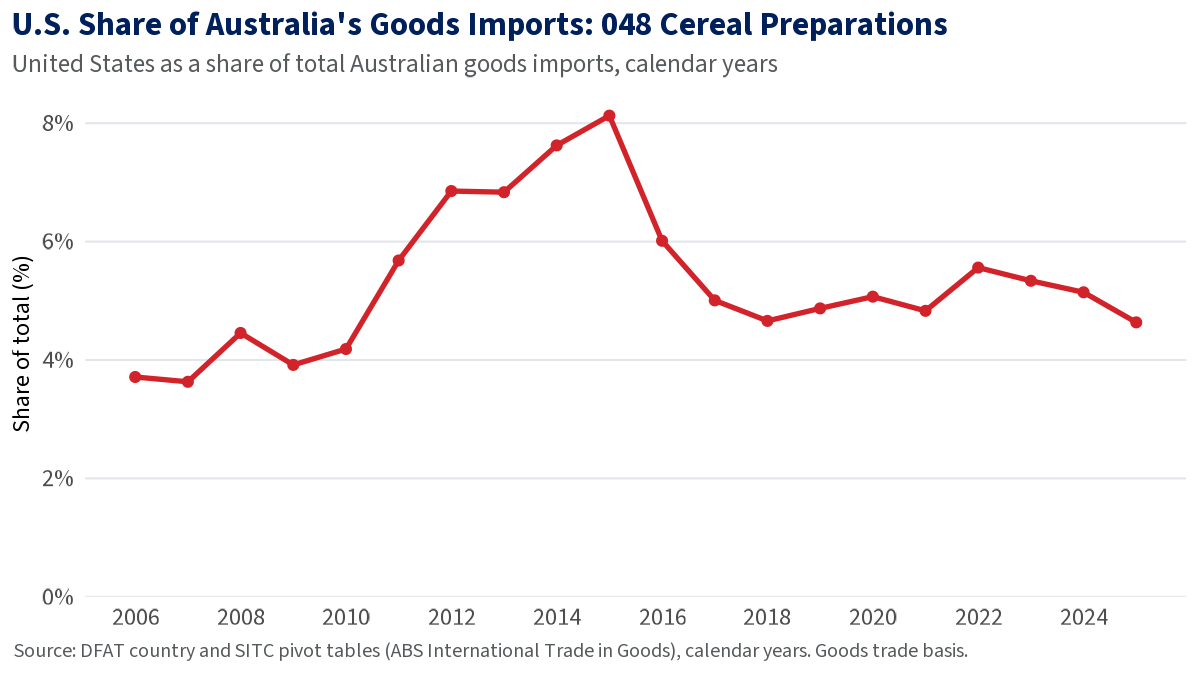 U.S. Share of Australia's Goods Imports: 048 Cereal Preparations
United States as a share of total Australian goods imports, calendar years
Share of total (%)
8%
6%
4%
2%
0%
2006 2008 2010 2012 2014 2016 2018 2020 2022 2024
Source: DFAT country and SITC pivot tables (ABS International Trade in Goods), calendar years. Goods trade basis.